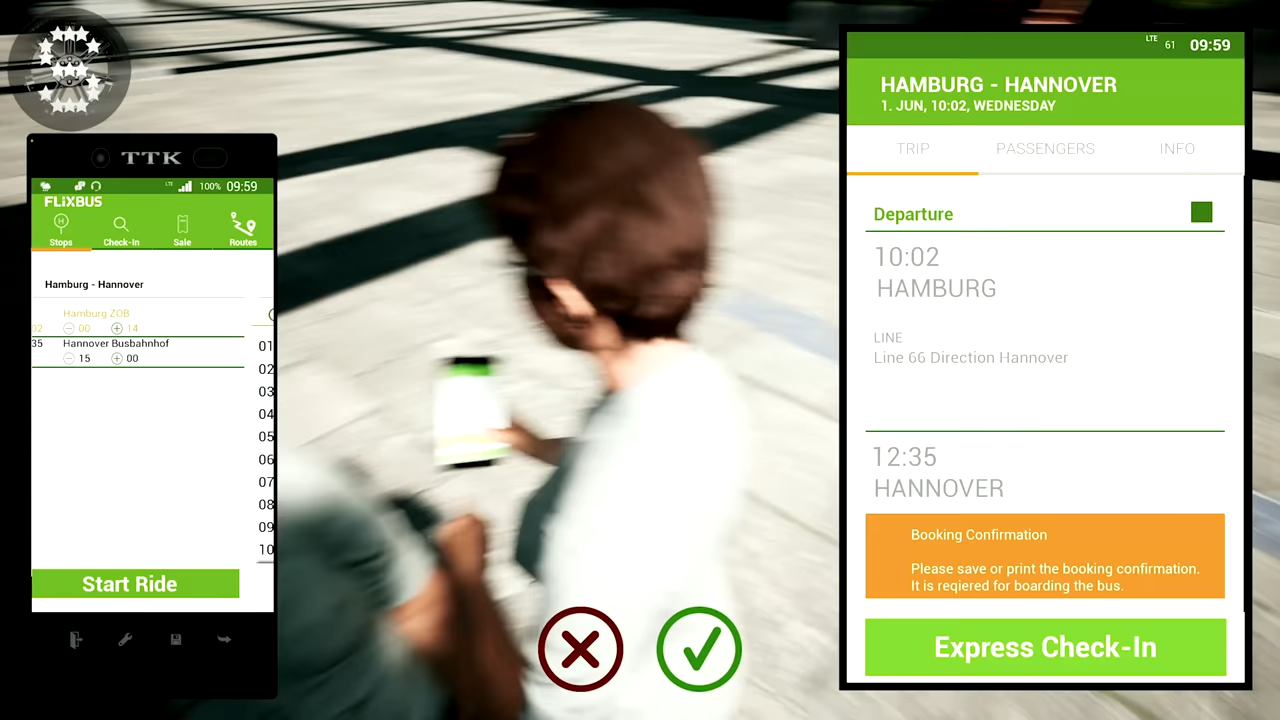 TTK
LTE 100% 09:59
FLiXBUS
Stops Check-In Sale Routes
Hamburg - Hannover
Hamburg ZOB
02 00 14
35 Hannover Busbahnhof
15 00
01
02
03
04
05
06
07
08
09
10
Start Ride
LTE 61 09:59
HAMBURG - HANNOVER
1. JUN, 10:02, WEDNESDAY
TRIP PASSENGERS INFO
Departure
10:02
HAMBURG
LINE
Line 66 Direction Hannover
12:35
HANNOVER
Booking Confirmation
Please save or print the booking confirmation.
It is reqiered for boarding the bus.
Express Check-In